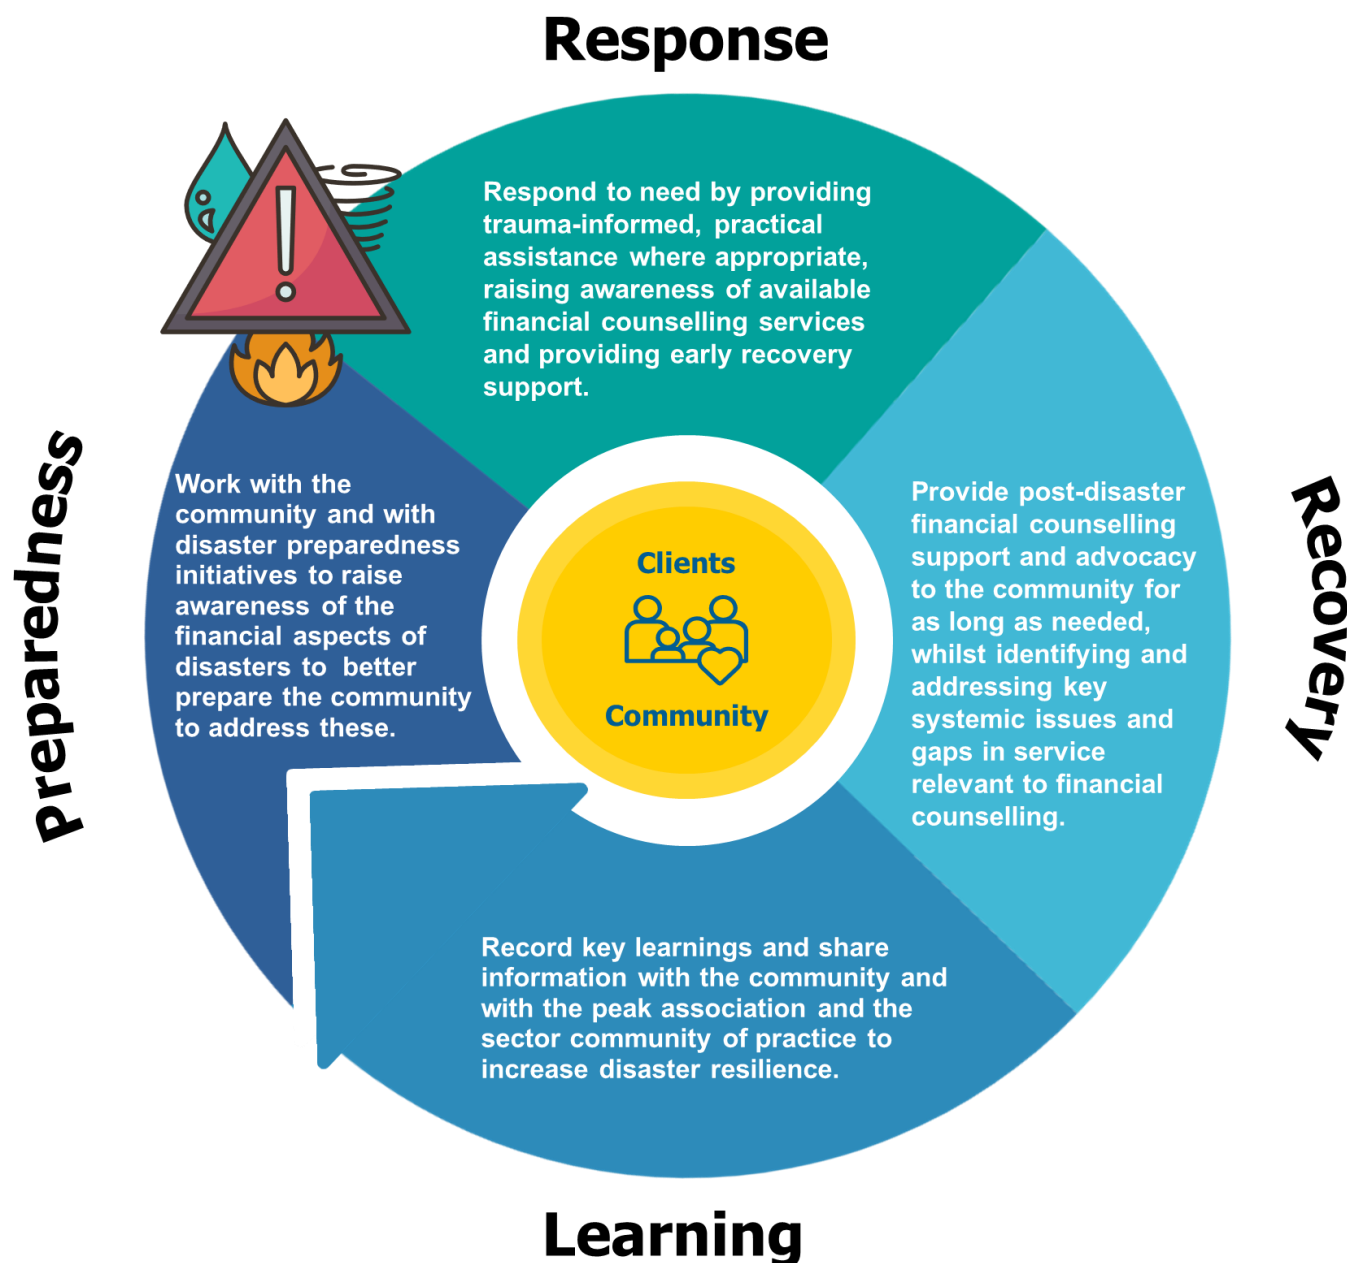 Response
Respond to need by providing
trauma-informed, practical
assistance where appropriate,
raising awareness of available
financial counselling services
and providing early recovery
support.
Preparedness
Work with the
community and with
disaster preparedness
initiatives to raise
awareness of the
financial aspects of
disasters to better
prepare the community
to address these.
Clients
Community
Provide post-disaster
financial counselling
support and advocacy
to the community for
as long as needed,
whilst identifying and
addressing key
systemic issues and
gaps in service
relevant to financial
counselling.
Recovery
Record key learnings and share
information with the community and
with the peak association and the
sector community of practice to
increase disaster resilience.
Learning